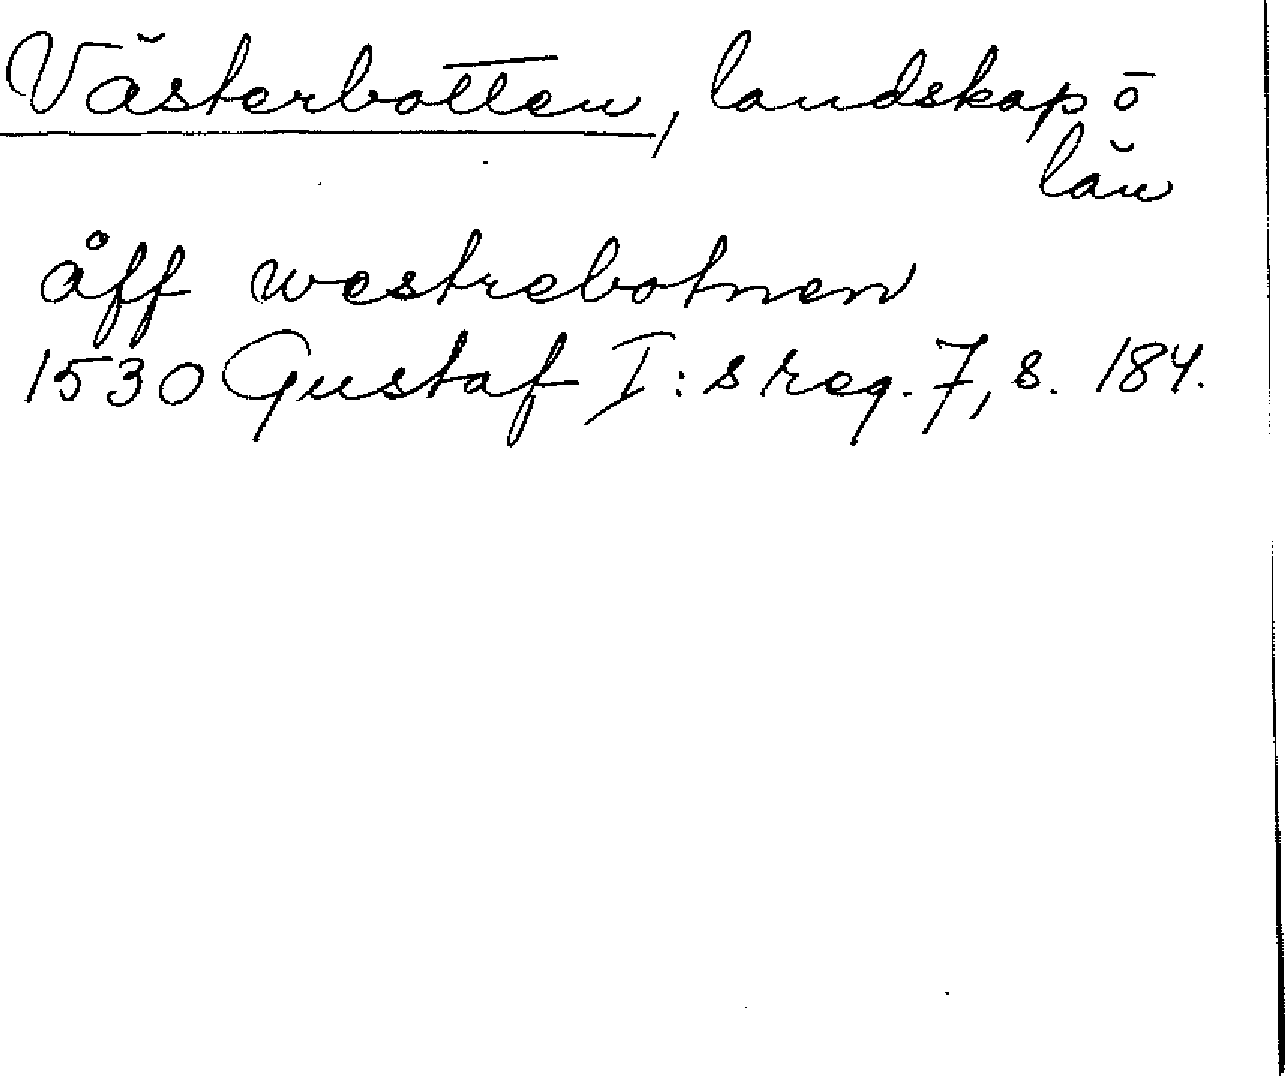 Västerbotten, landskap ö
län
åff westrebotnen
1530 Gustaf I:s reg. 7, s. 184.